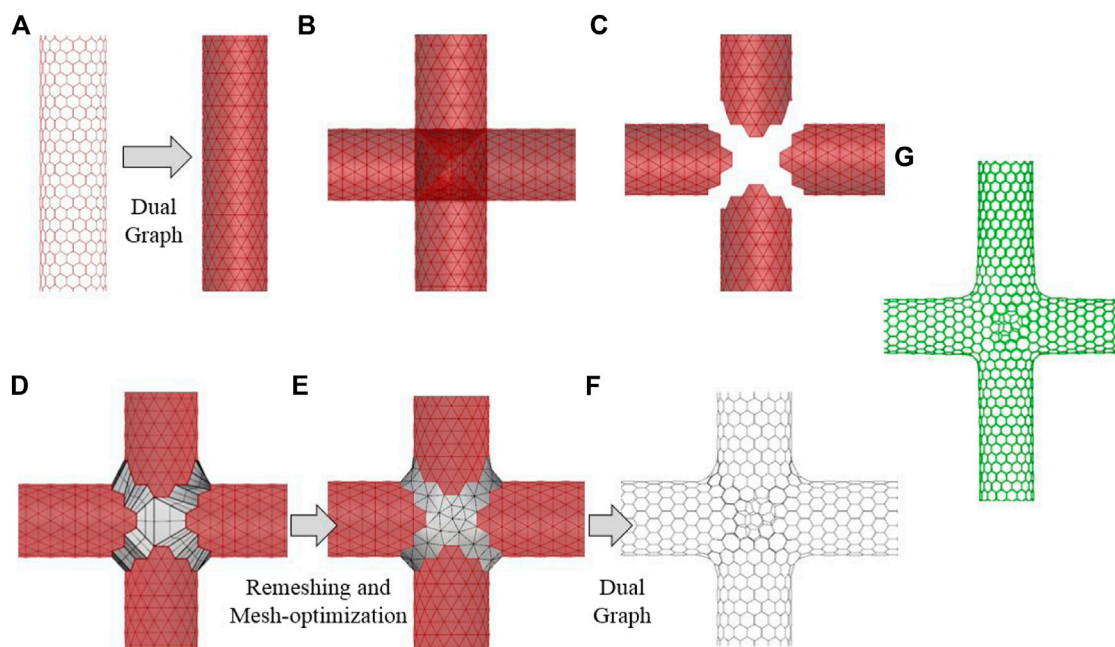 A
B
C
Dual
Graph
G
D
E
F
Remeshing and
Mesh-optimization
Dual
Graph